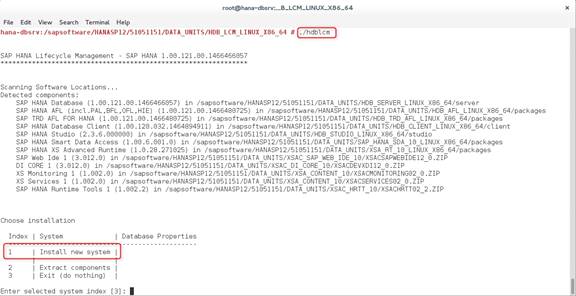 root@hana-dbsrv:._B_LCM_LINUX_X86_64
File Edit View Search Terminal Help
hana-dbsrv:/sapsoftware/HANASP12/51051151/DATA_UNITS/HDB_LCM_LINUX_X86_64 # ./hdblcm
SAP HANA Lifecycle Management - SAP HANA 1.00.121.00.1466466057
************************************************************
Scanning Software Locations...
Detected components:
SAP HANA Database (1.00.121.00.1466466057) in /sapsoftware/HANASP12/51051151/DATA_UNITS/HDB_SERVER_LINUX_X86_64/server
SAP HANA AFL (incl.PAL,BFL,OFL,HIE) (1.00.121.00.1466480725) in /sapsoftware/HANASP12/51051151/DATA_UNITS/HDB_AFL_LINUX_X86_64/packages
SAP TRD AFL FOR HANA (1.00.121.00.1466480725) in /sapsoftware/HANASP12/51051151/DATA_UNITS/HDB_TRD_AFL_LINUX_X86_64/packages
SAP HANA Database Client (1.00.120.032.1464894911) in /sapsoftware/HANASP12/51051151/DATA_UNITS/HDB_CLIENT_LINUX_X86_64/client
SAP HANA Studio (2.3.6.000000) in /sapsoftware/HANASP12/51051151/DATA_UNITS/HDB_STUDIO_LINUX_X86_64/studio
SAP HANA Smart Data Access (1.00.6.001.0) in /sapsoftware/HANASP12/51051151/DATA_UNITS/SAP_HANA_SDA_10_LINUX_X86_64/packages
SAP HANA XS Advanced Runtime (1.0.28.271025) in /sapsoftware/HANASP12/51051151/DATA_UNITS/XSA_RT_10_LINUX_X86_64/packages
SAP Web Ide 1 (3.012.0) in /sapsoftware/HANASP12/51051151/DATA_UNITS/XSAC_SAP_WEB_IDE_10/XSACSAPWEBIDE12_0.ZIP
DI CORE 1 (3.012.0) in /sapsoftware/HANASP12/51051151/DATA_UNITS/XSAC_DI_CORE_10/XSACDEVXDI12_0.ZIP
XS Monitoring 1 (1.002.0) in /sapsoftware/HANASP12/51051151/DATA_UNITS/XSA_CONTENT_10/XSACMONITORING02_0.ZIP
XS Services 1 (1.002.0) in /sapsoftware/HANASP12/51051151/DATA_UNITS/XSA_CONTENT_10/XSACSERVICES02_0.ZIP
SAP HANA Runtime Tools 1 (1.002.2) in /sapsoftware/HANASP12/51051151/DATA_UNITS/XSAC_HRTT_10/XSACHRTT02_2.ZIP
Choose installation
Index | System | Database Properties
------------------------------------------------
1 | Install new system |
2 | Extract components |
3 | Exit (do nothing) |
Enter selected system index [3]: